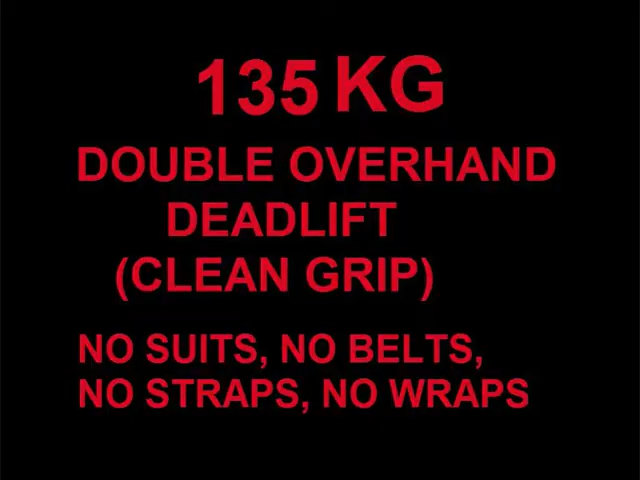 135 KG
DOUBLE OVERHAND
DEADLIFT
(CLEAN GRIP)
NO SUITS, NO BELTS,
NO STRAPS, NO WRAPS